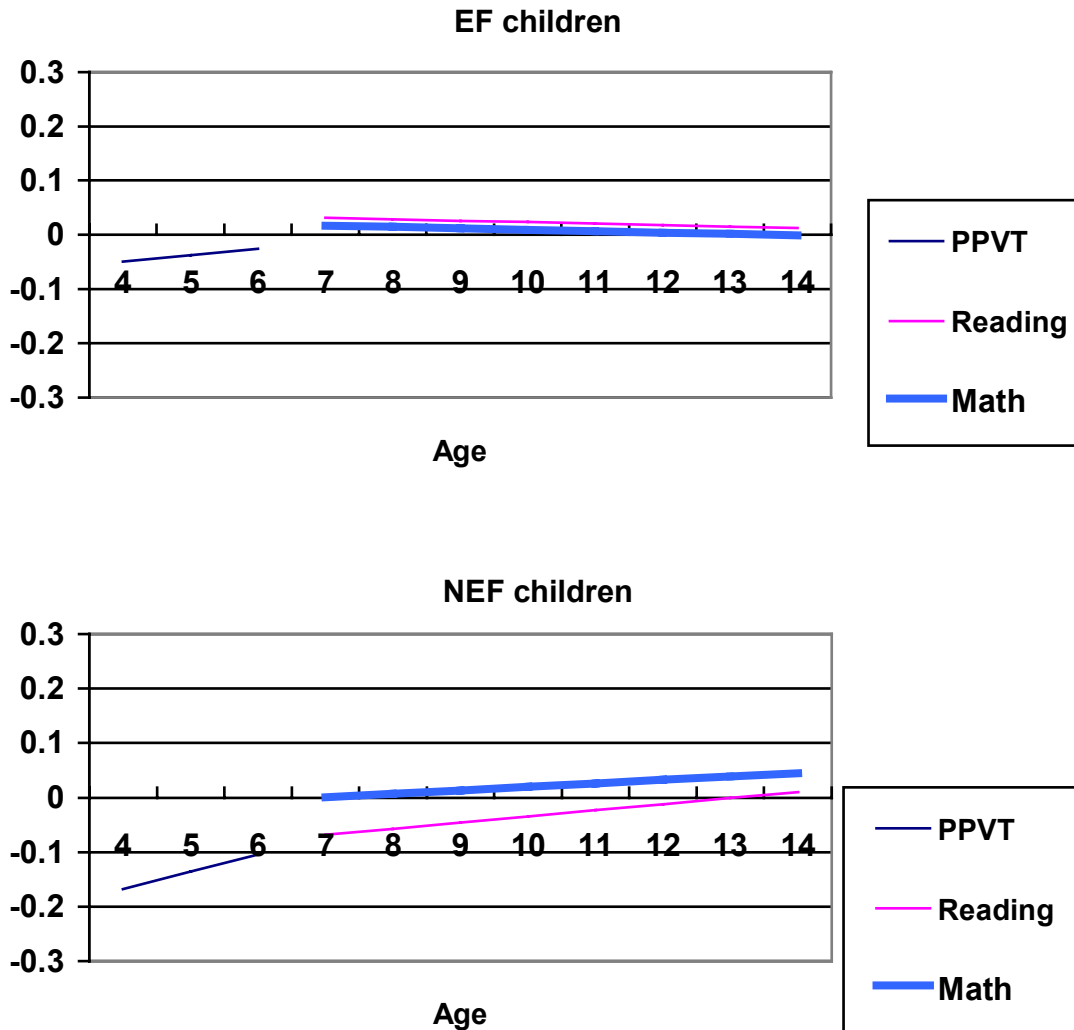 EF children
0.3
0.2
0.1
0
-0.1
-0.2
-0.3
4 5 6 7 8 9 10 11 12 13 14
Age
PPVT
Reading
Math
NEF children
0.3
0.2
0.1
0
-0.1
-0.2
-0.3
4 5 6 7 8 9 10 11 12 13 14
Age
PPVT
Reading
Math